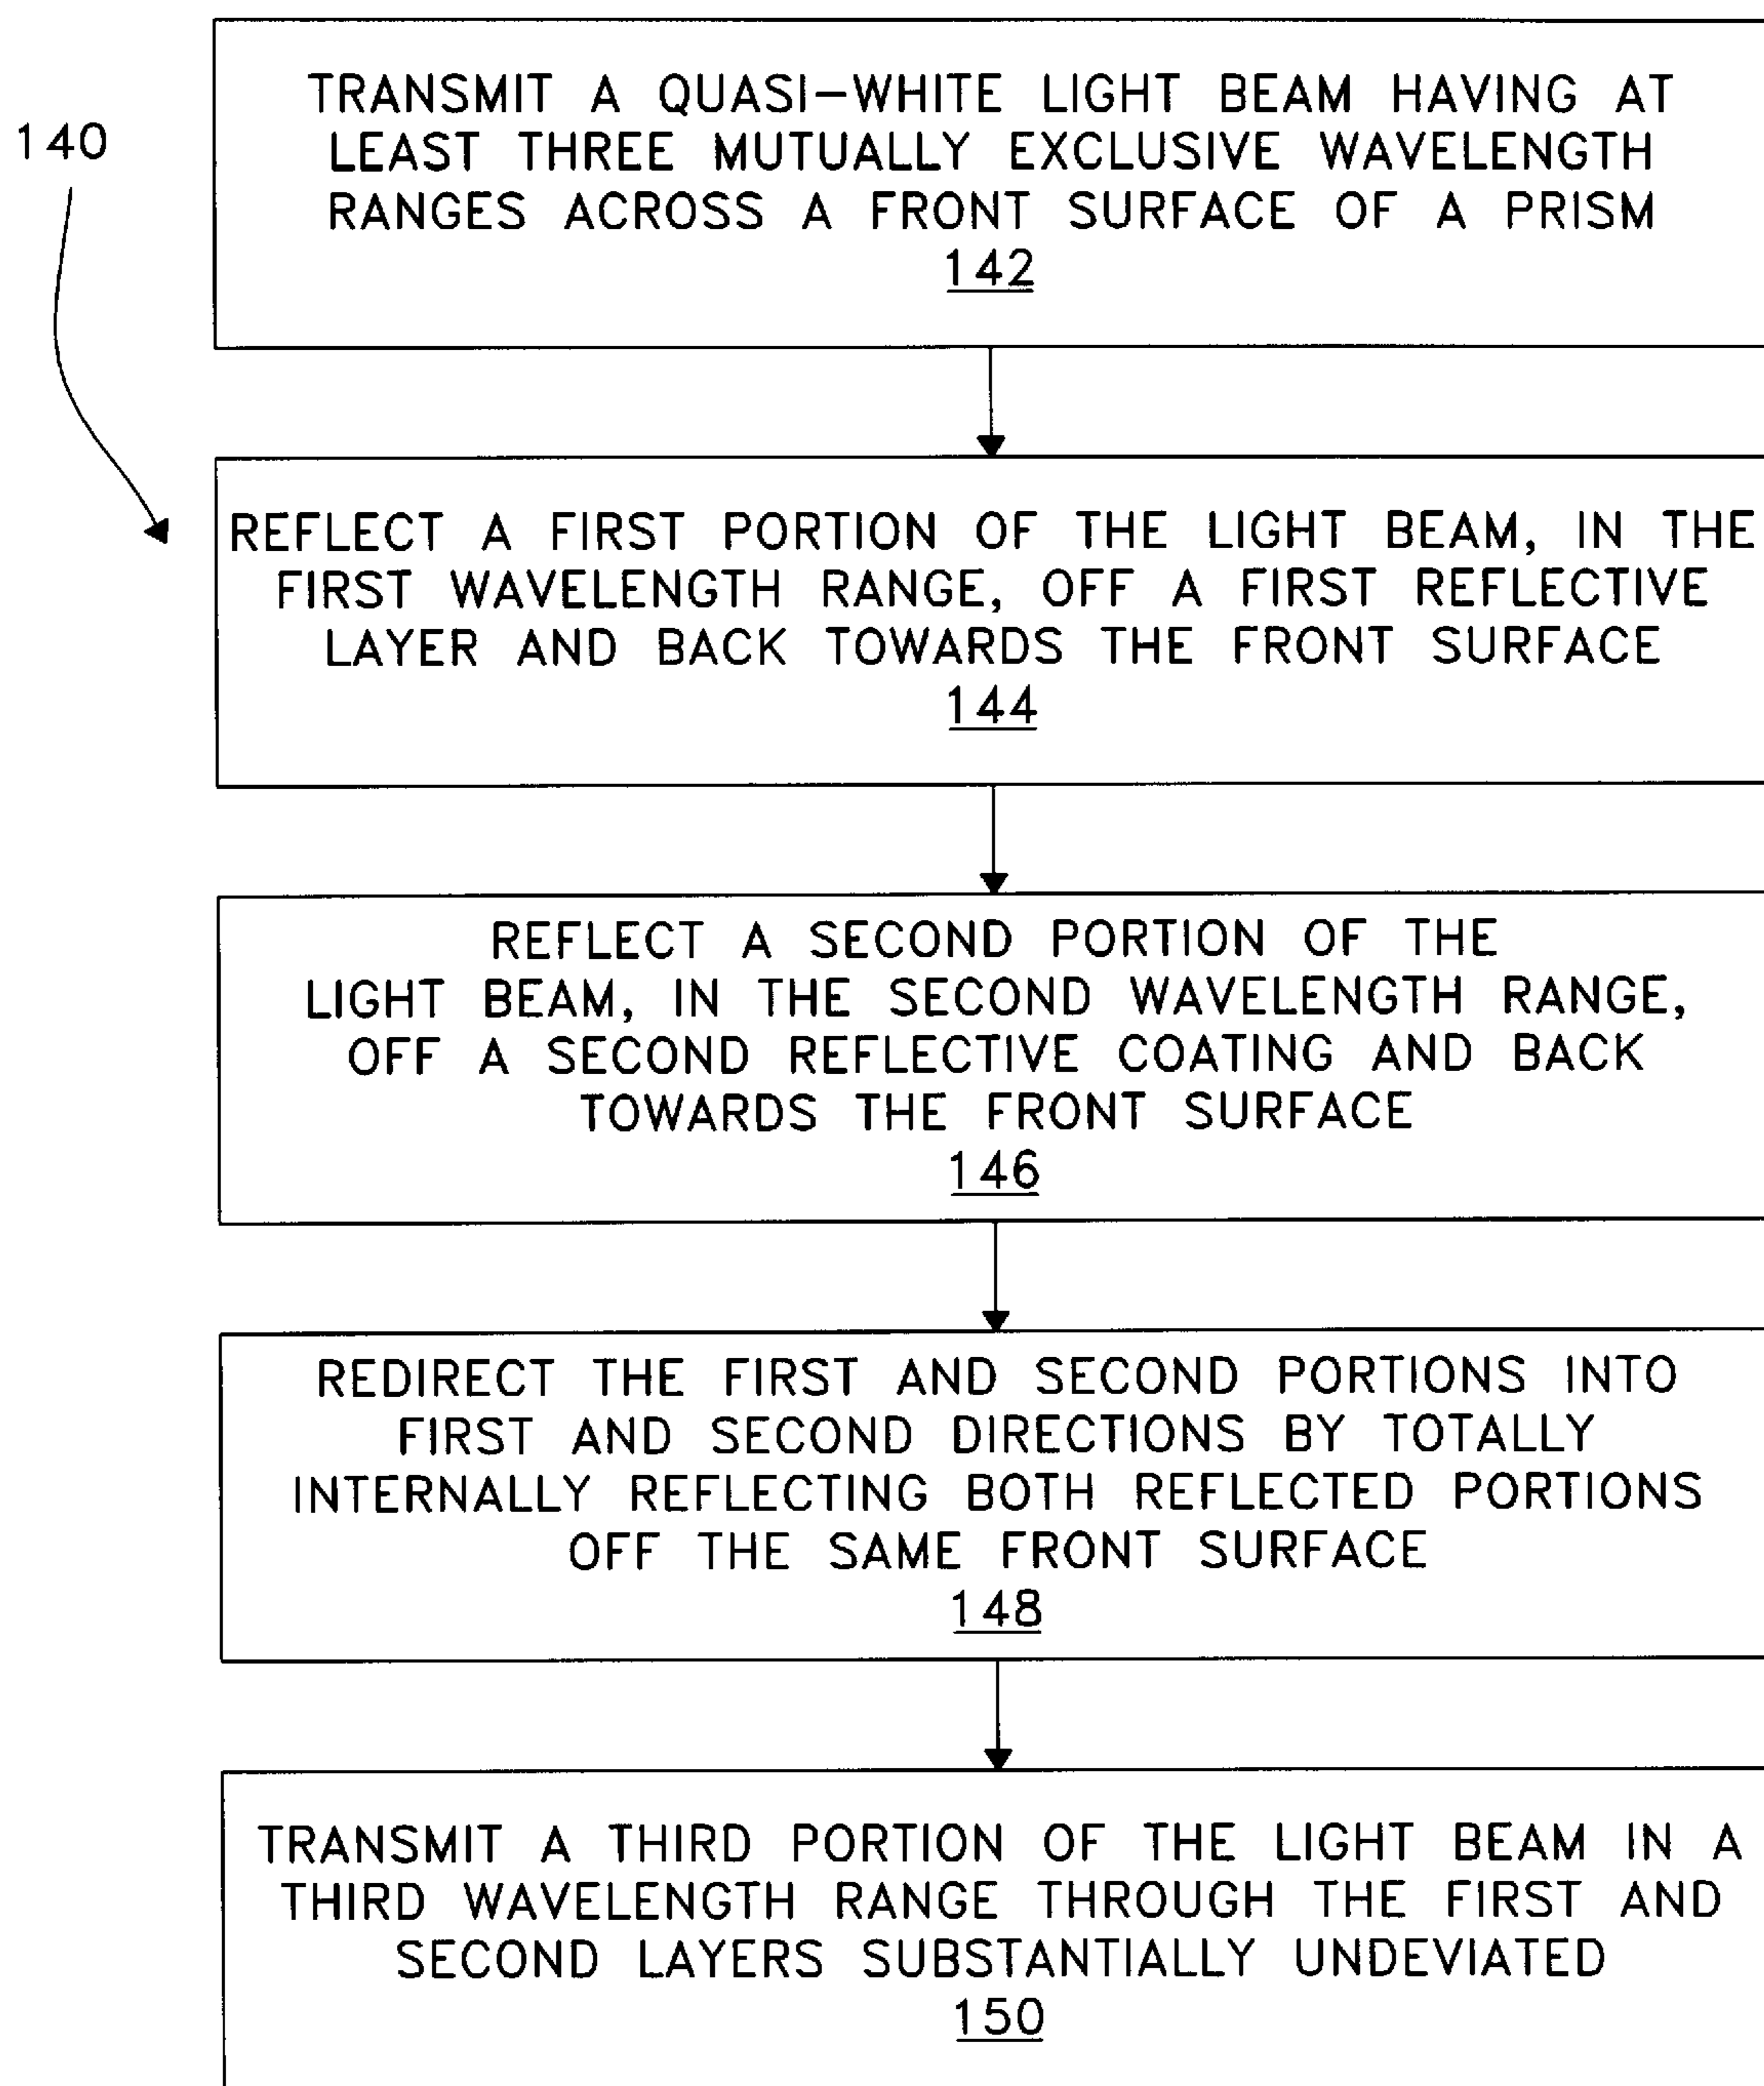 140
TRANSMIT A QUASI-WHITE LIGHT BEAM HAVING AT
LEAST THREE MUTUALLY EXCLUSIVE WAVELENGTH
RANGES ACROSS A FRONT SURFACE OF A PRISM
142
REFLECT A FIRST PORTION OF THE LIGHT BEAM, IN THE
FIRST WAVELENGTH RANGE, OFF A FIRST REFLECTIVE
LAYER AND BACK TOWARDS THE FRONT SURFACE
144
REFLECT A SECOND PORTION OF THE
LIGHT BEAM, IN THE SECOND WAVELENGTH RANGE,
OFF A SECOND REFLECTIVE COATING AND BACK
TOWARDS THE FRONT SURFACE
146
REDIRECT THE FIRST AND SECOND PORTIONS INTO
FIRST AND SECOND DIRECTIONS BY TOTALLY
INTERNALLY REFLECTING BOTH REFLECTED PORTIONS
OFF THE SAME FRONT SURFACE
148
TRANSMIT A THIRD PORTION OF THE LIGHT BEAM IN A
THIRD WAVELENGTH RANGE THROUGH THE FIRST AND
SECOND LAYERS SUBSTANTIALLY UNDEVIATED
150